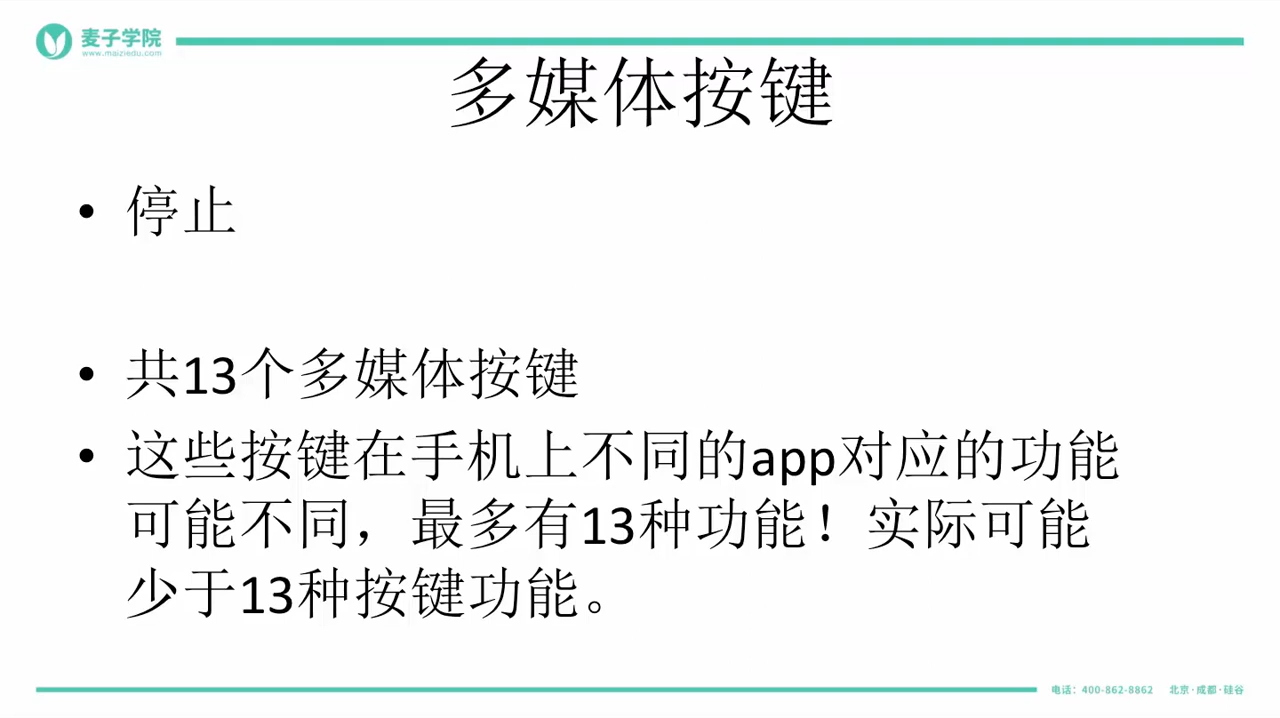 麦子学院
www.maiziedu.com
多媒体按键
• 停止
• 共13个多媒体按键
• 这些按键在手机上不同的app对应的功能
可能不同，最多有13种功能！实际可能
少于13种按键功能。
电话：400-862-8862 北京·成都·硅谷